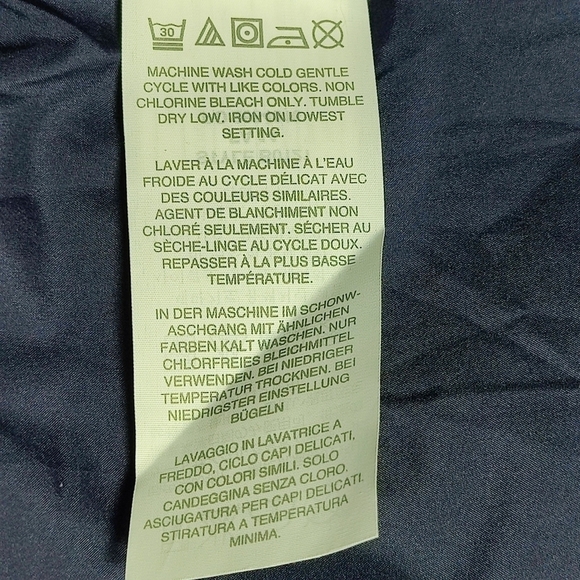 30
MACHINE WASH COLD GENTLE
CYCLE WITH LIKE COLORS. NON
CHLORINE BLEACH ONLY. TUMBLE
DRY LOW. IRON ON LOWEST
SETTING.
LAVER À LA MACHINE À L'EAU
FROIDE AU CYCLE DÉLICAT AVEC
DES COULEURS SIMILAIRES.
AGENT DE BLANCHIMENT NON
CHLORÉ SEULEMENT. SÉCHER AU
SÈCHE-LINGE AU CYCLE DOUX.
REPASSER À LA PLUS BASSE
TEMPÉRATURE.
IN DER MASCHINE IM SCHONW-
ASCHGANG MIT ÄHNLICHEN
FARBEN KALT WASCHEN. NUR
CHLORFREIES BLEICHMITTEL
VERWENDEN. BEI NIEDRIGER
TEMPERATUR TROCKNEN. BEI
NIEDRIGSTER EINSTELLUNG
BÜGELN
LAVAGGIO IN LAVATRICE A
FREDDO, CICLO CAPI DELICATI,
CON COLORI SIMILI. SOLO
CANDEGGINA SENZA CLORO.
ASCIUGATURA PER CAPI DELICATI.
STIRATURA A TEMPERATURA
MINIMA.